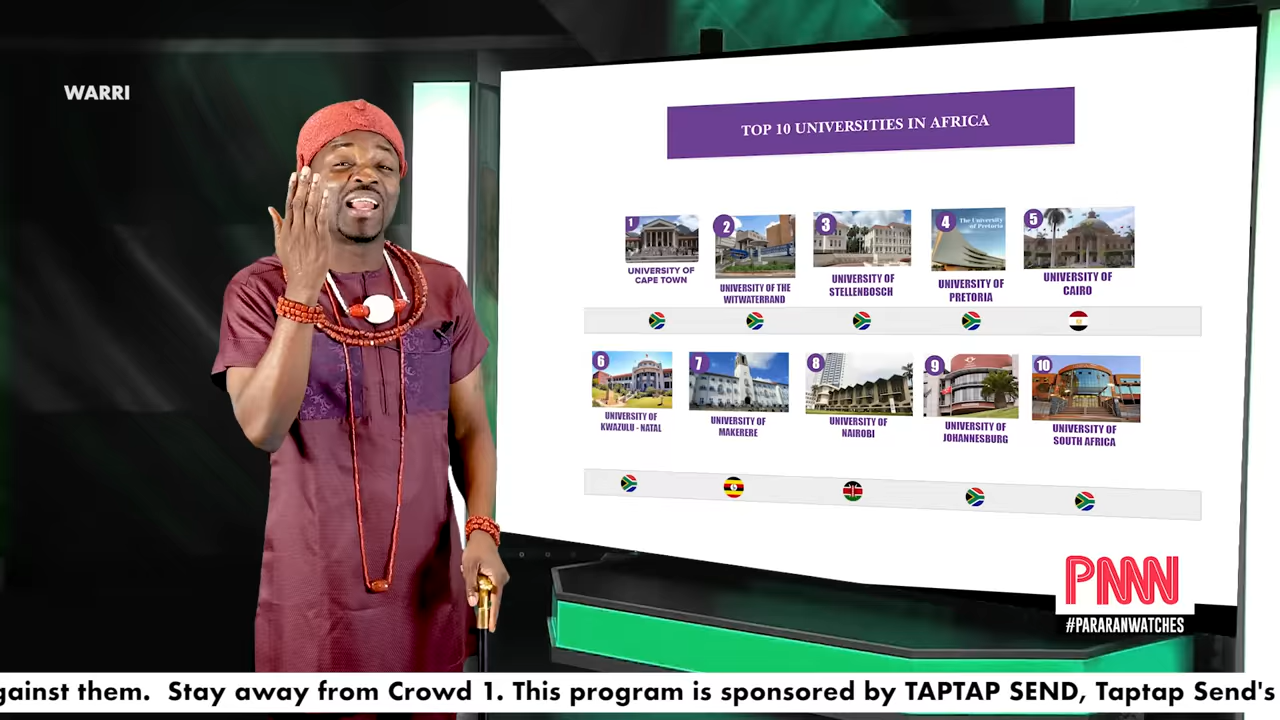 WARRI
TOP 10 UNIVERSITIES IN AFRICA
1
2
3
4
5
The University
of Pretoria
UNIVERSITY OF
CAPE TOWN
UNIVERSITY OF THE
WITWATERRAND
UNIVERSITY OF
STELLENBOSCH
UNIVERSITY OF
PRETORIA
UNIVERSITY OF
CAIRO
6
7
8
9
10
UNIVERSITY OF
KWAZULU - NATAL
UNIVERSITY OF
MAKERERE
UNIVERSITY OF
NAIROBI
UNIVERSITY OF
JOHANNESBURG
UNIVERSITY OF
SOUTH AFRICA
PNNN
#PARARANWATCHES
gainst them. Stay away from Crowd 1. This program is sponsored by TAPTAP SEND, Taptap Send's